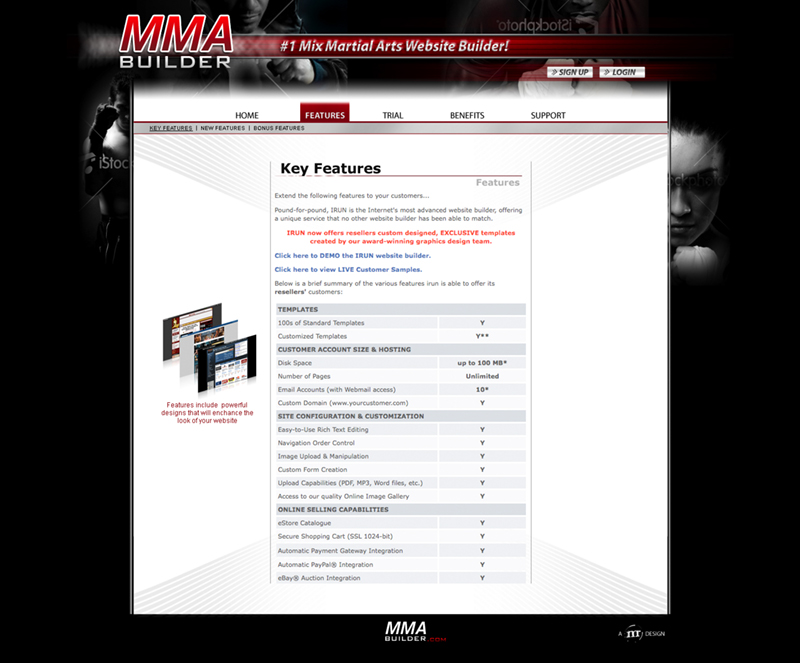 iStockphoto
MMA
BUILDER
#1 Mix Martial Arts Website Builder!
SIGN UP
LOGIN
HOME
FEATURES
TRIAL
BENEFITS
SUPPORT
KEY FEATURES | NEW FEATURES | BONUS FEATURES
iStoc
ckphoto
Key Features
Features
Extend the following features to your customers...
Pound-for-pound, IRUN is the Internet's most advanced website builder, offering
a unique service that no other website builder has been able to match.
IRUN now offers resellers custom designed, EXCLUSIVE templates
created by our award-winning graphics design team.
Click here to DEMO the IRUN website builder.
Click here to view LIVE Customer Samples.
Below is a brief summary of the various features irun is able to offer its
resellers' customers:
TEMPLATES
100s of Standard Templates Y
Customized Templates Y**
CUSTOMER ACCOUNT SIZE & HOSTING
Disk Space up to 100 MB*
Number of Pages Unlimited
Email Accounts (with Webmail access) 10*
Custom Domain (www.yourcustomer.com) Y
SITE CONFIGURATION & CUSTOMIZATION
Easy-to-Use Rich Text Editing Y
Navigation Order Control Y
Image Upload & Manipulation Y
Custom Form Creation Y
Upload Capabilities (PDF, MP3, Word files, etc.) Y
Access to our quality Online Image Gallery Y
ONLINE SELLING CAPABILITIES
eStore Catalogue Y
Secure Shopping Cart (SSL 1024-bit) Y
Automatic Payment Gateway Integration Y
Automatic PayPal® Integration Y
eBay® Auction Integration Y
Features include powerful
designs that will enchance the
look of your website
MMA
BUILDER.COM
A m DESIGN